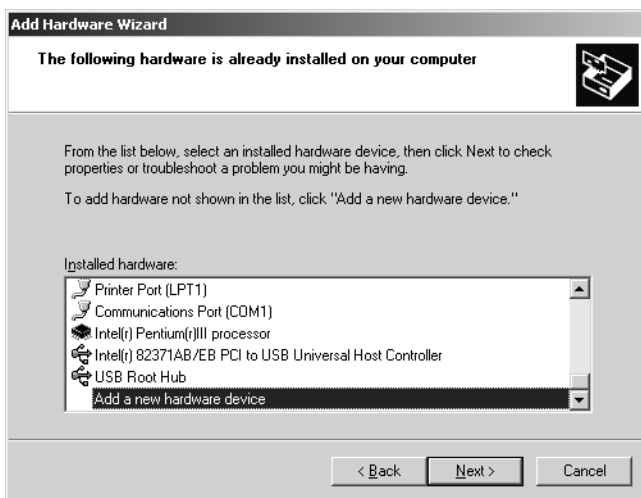 Add Hardware Wizard
The following hardware is already installed on your computer
From the list below, select an installed hardware device, then click Next to check
properties or troubleshoot a problem you might be having.
To add hardware not shown in the list, click "Add a new hardware device."
Installed hardware:
Printer Port (LPT1)
Communications Port (COM1)
Intel(r) Pentium(r)III processor
Intel(r) 82371AB/EB PCI to USB Universal Host Controller
USB Root Hub
Add a new hardware device
< Back Next > Cancel